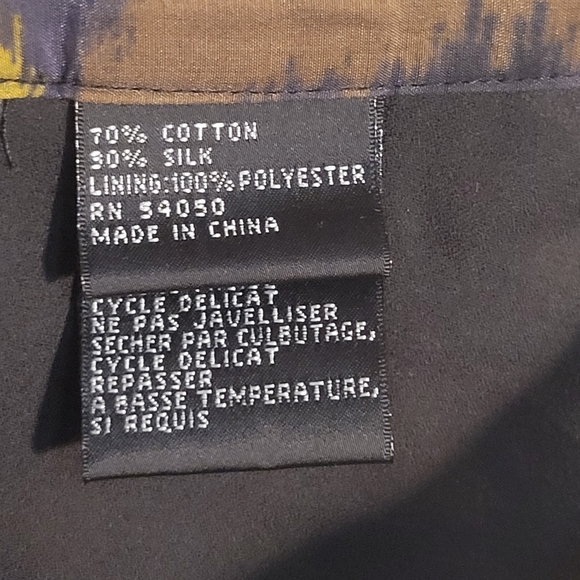 70% COTTON
30% SILK
LINING:100% POLYESTER
RN 54050
MADE IN CHINA
CYCLE DELICAT
NE PAS JAVELLISER
SECHER PAR CULBUTAGE,
CYCLE DELICAT
REPASSER
A BASSE TEMPERATURE,
SI REQUIS